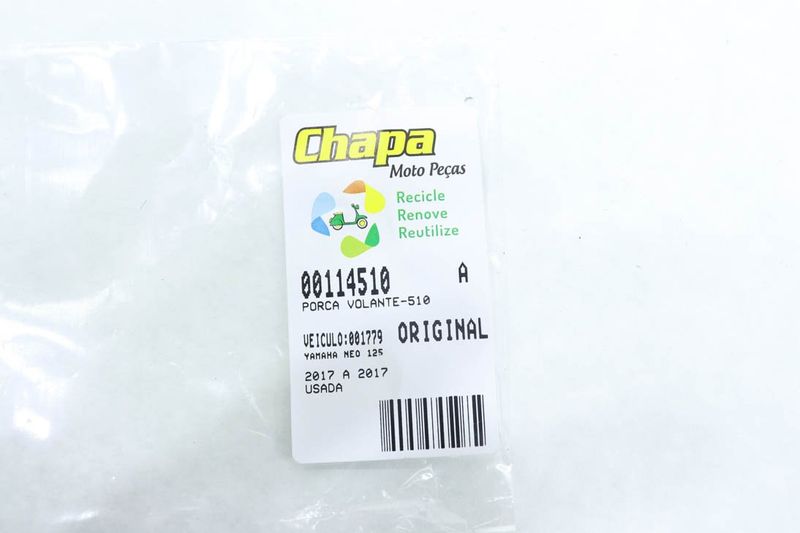 Chapa
Moto Peças
Recicle
Renove
Reutilize
00114510 A
PORCA VOLANTE-510
VEICULO:001779 ORIGINAL
YAMAHA NEO 125
2017 A 2017
USADA